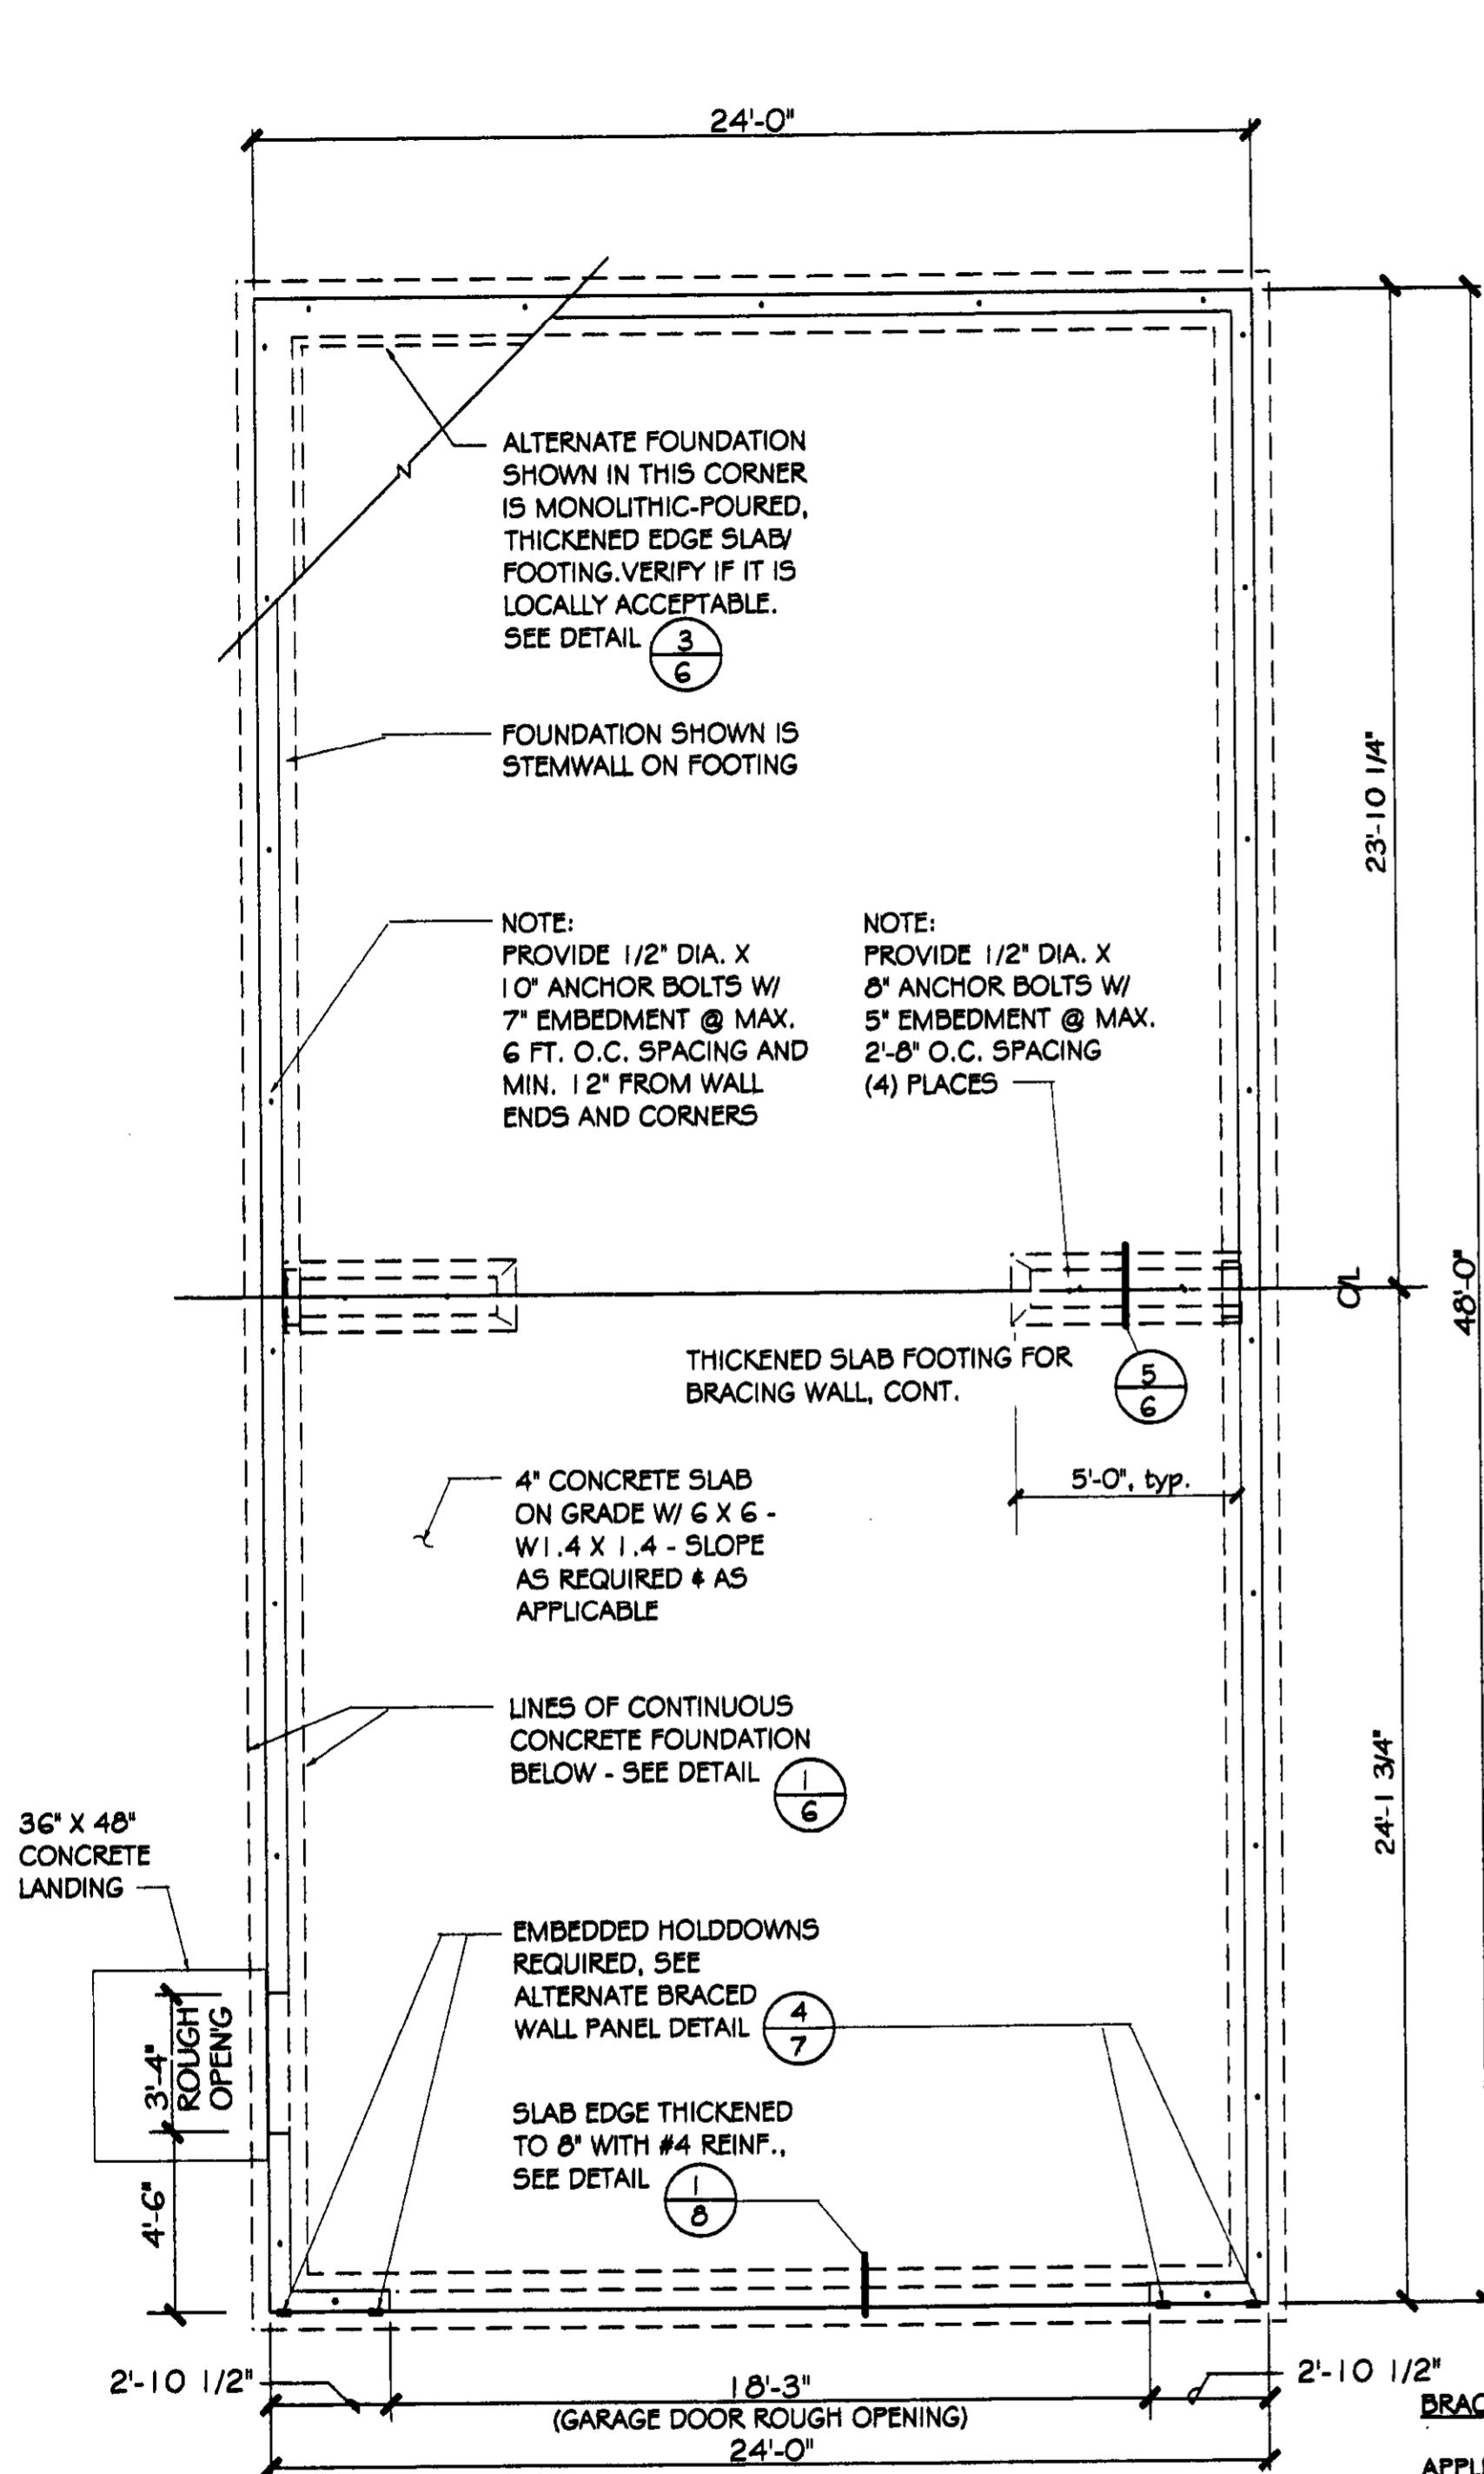 24'-0"
ALTERNATE FOUNDATION
SHOWN IN THIS CORNER
IS MONOLITHIC-POURED,
THICKENED EDGE SLAB/
FOOTING.VERIFY IF IT IS
LOCALLY ACCEPTABLE.
SEE DETAIL 3
6
N
FOUNDATION SHOWN IS
STEMWALL ON FOOTING
23'-10 1/4"
NOTE:
PROVIDE 1/2" DIA. X
10" ANCHOR BOLTS W/
7" EMBEDMENT @ MAX.
6 FT. O.C. SPACING AND
MIN. 12" FROM WALL
ENDS AND CORNERS
NOTE:
PROVIDE 1/2" DIA. X
8" ANCHOR BOLTS W/
5" EMBEDMENT @ MAX.
2'-8" O.C. SPACING
(4) PLACES
C/L
48'-0"
THICKENED SLAB FOOTING FOR
BRACING WALL, CONT.
5
6
5'-0", typ.
4" CONCRETE SLAB
ON GRADE W/ 6 X 6 -
W1.4 X 1.4 - SLOPE
AS REQUIRED & AS
APPLICABLE
LINES OF CONTINUOUS
CONCRETE FOUNDATION
BELOW - SEE DETAIL 1
6
24'-1 3/4"
36" X 48"
CONCRETE
LANDING
EMBEDDED HOLDDOWNS
REQUIRED, SEE
ALTERNATE BRACED
WALL PANEL DETAIL 4
7
3'-4"
ROUGH
OPEN'G
SLAB EDGE THICKENED
TO 8" WITH #4 REINF.,
SEE DETAIL 1
8
4'-6"
2'-10 1/2"
18'-3"
(GARAGE DOOR ROUGH OPENING)
2'-10 1/2"
24'-0"
BRAC
APPLI